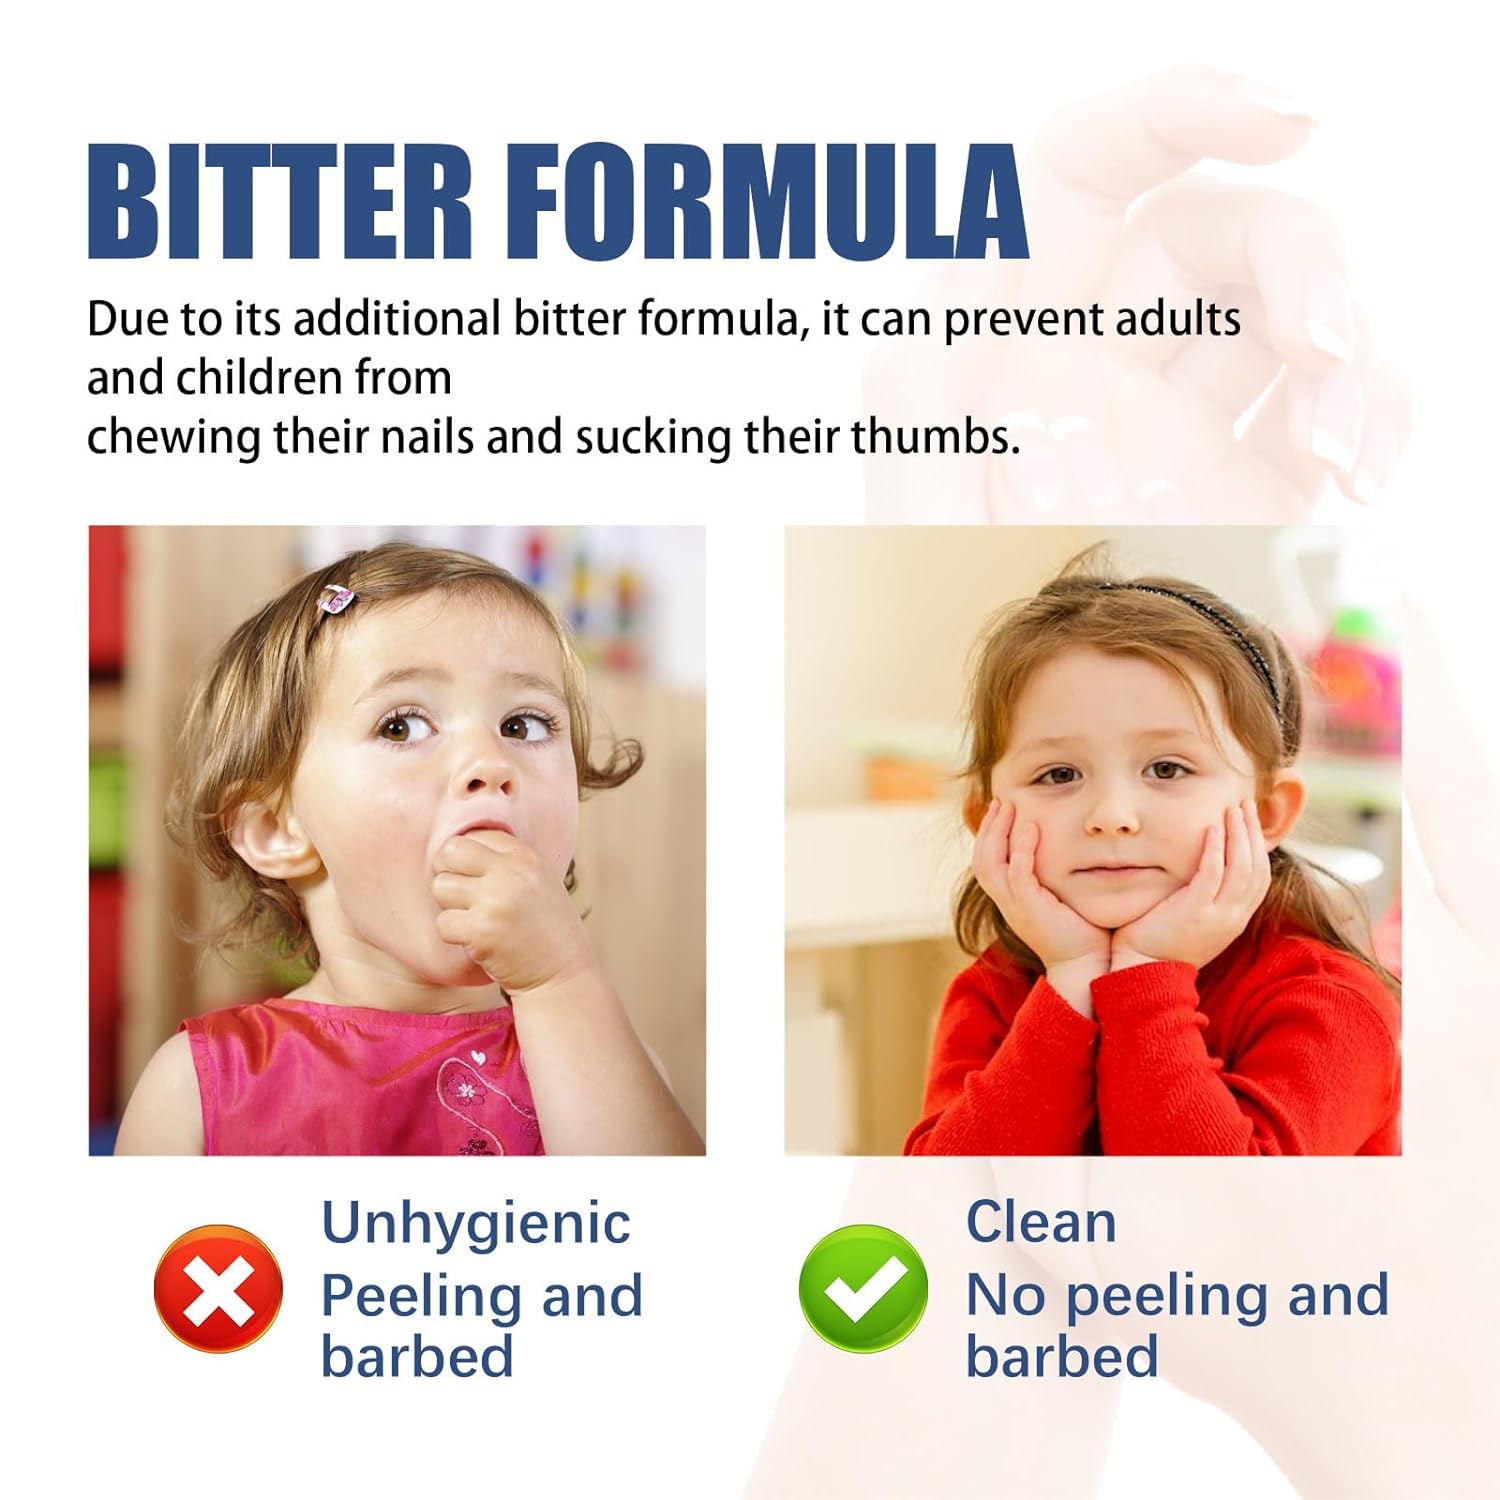 BITTER FORMULA
Due to its additional bitter formula, it can prevent adults
and children from
chewing their nails and sucking their thumbs.
Unhygienic
Peeling and
barbed
Clean
No peeling and
barbed